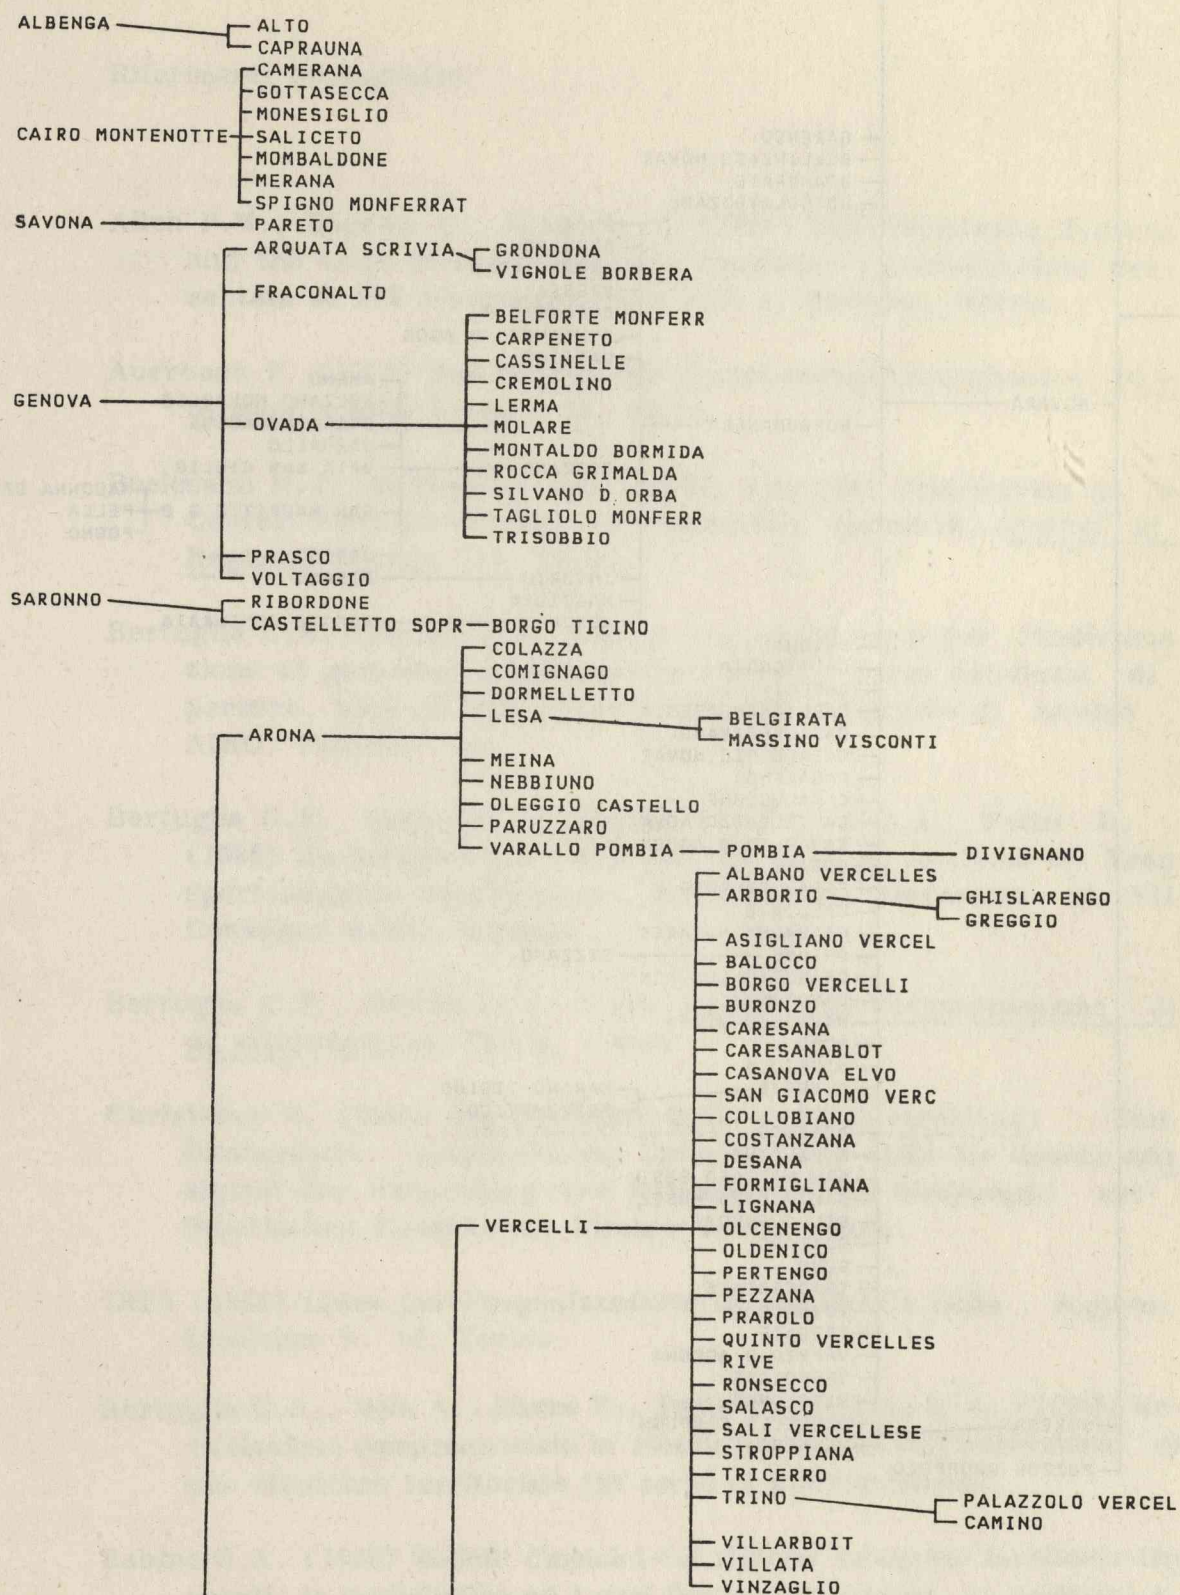 ALBENGA ALTO
CAPRAUNA
CAMERANA
GOTTASECCA
MONESIGLIO
CAIRO MONTENOTTE SALICETO
MOMBALDONE
MERANA
SPIGNO MONFERRAT
SAVONA PARETO
ARQUATA SCRIVIA GRONDONA
VIGNOLE BORBERA
FRACONALTO
BELFORTE MONFERR
CARPENETO
CASSINELLE
CREMOLINO
GENOVA LERMA
OVADA MOLARE
MONTALDO BORMIDA
ROCCA GRIMALDA
SILVANO D ORBA
TAGLIOLO MONFERR
TRISOBBIO
PRASCO
VOLTAGGIO
SARONNO RIBORDONE
CASTELLETTO SOPR BORGO TICINO
COLAZZA
COMIGNAGO
DORMELLETTO
LESA BELGIRATA
ARONA MASSINO VISCONTI
MEINA
NEBBIUNO
OLEGGIO CASTELLO
PARUZZARO
VARALLO POMBIA POMBIA DIVIGNANO
ALBANO VERCELLES
ARBORIO GHISLARENGO
GREGGIO
ASIGLIANO VERCEL
BALOCCO
BORGO VERCELLI
BURONZO
CARESANA
CARESANABLOT
CASANOVA ELVO
SAN GIACOMO VERC
COLLOBIANO
COSTANZANA
DESANA
FORMIGLIANA
LIGNANA
VERCELLI OLCENENGO
OLDENICO
PERTENGO
PEZZANA
PRAROLO
QUINTO VERCELLES
RIVE
RONSECCO
SALASCO
SALI VERCELLESE
STROPPIANA
TRICERRO
TRINO PALAZZOLO VERCEL
CAMINO
VILLARBOIT
VILLATA
VINZAGLIO